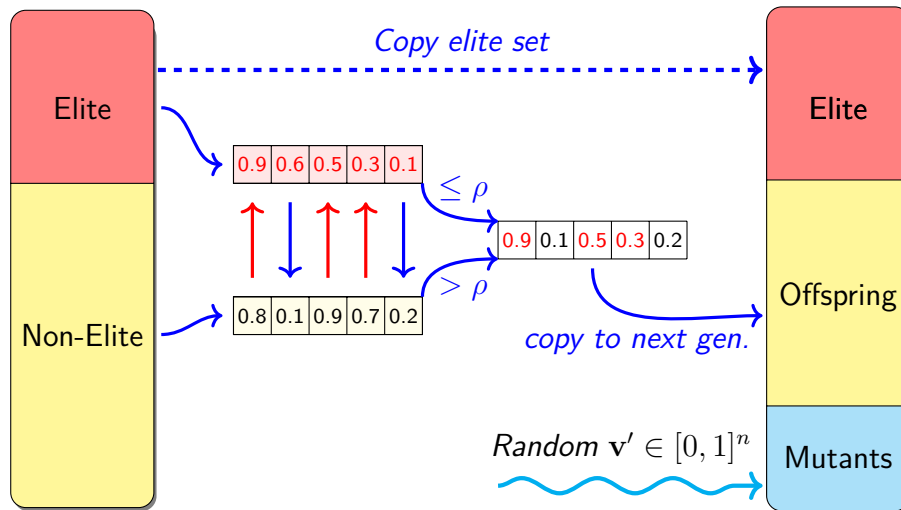 Copy elite set
Elite
Elite
0.9 0.6 0.5 0.3 0.1
≤ ρ
0.9 0.1 0.5 0.3 0.2
> ρ
Offspring
0.8 0.1 0.9 0.7 0.2
Non-Elite
copy to next gen.
Random v′ ∈ [0, 1]ⁿ
Mutants